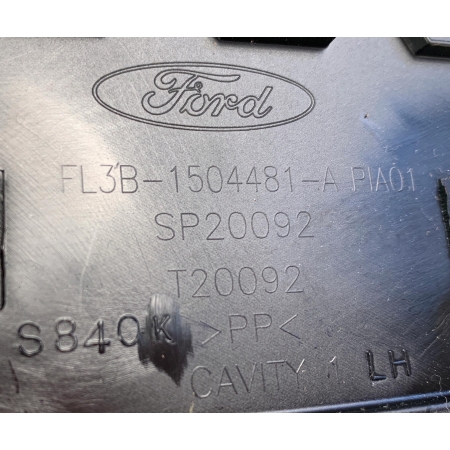 Ford
FL3B-1504481-A PIA01
SP20092
T20092
S840K >PP<
CAVITY 1 LH